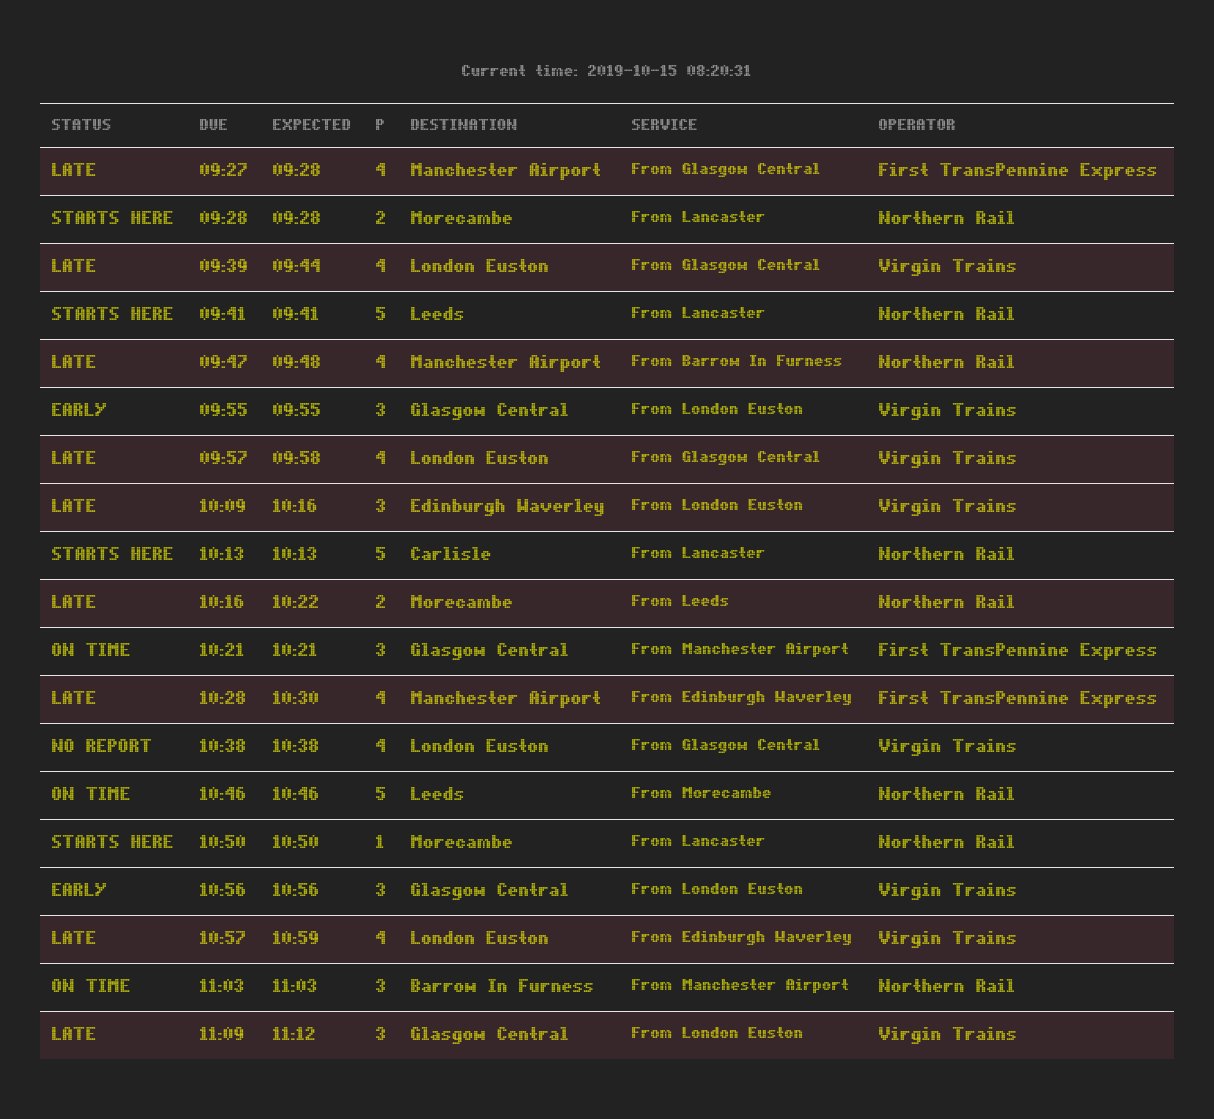 Current time: 2019-10-15 08:20:31
STATUS DUE EXPECTED P DESTINATION SERVICE OPERATOR
LATE 09:27 09:28 4 Manchester Airport From Glasgow Central First TransPennine Express
STARTS HERE 09:28 09:28 2 Morecambe From Lancaster Northern Rail
LATE 09:39 09:44 4 London Euston From Glasgow Central Virgin Trains
STARTS HERE 09:41 09:41 5 Leeds From Lancaster Northern Rail
LATE 09:47 09:48 4 Manchester Airport From Barrow In Furness Northern Rail
EARLY 09:55 09:55 3 Glasgow Central From London Euston Virgin Trains
LATE 09:57 09:58 4 London Euston From Glasgow Central Virgin Trains
LATE 10:09 10:16 3 Edinburgh Waverley From London Euston Virgin Trains
STARTS HERE 10:13 10:13 5 Carlisle From Lancaster Northern Rail
LATE 10:16 10:22 2 Morecambe From Leeds Northern Rail
ON TIME 10:21 10:21 3 Glasgow Central From Manchester Airport First TransPennine Express
LATE 10:28 10:30 4 Manchester Airport From Edinburgh Waverley First TransPennine Express
NO REPORT 10:38 10:38 4 London Euston From Glasgow Central Virgin Trains
ON TIME 10:46 10:46 5 Leeds From Morecambe Northern Rail
STARTS HERE 10:50 10:50 1 Morecambe From Lancaster Northern Rail
EARLY 10:56 10:56 3 Glasgow Central From London Euston Virgin Trains
LATE 10:57 10:59 4 London Euston From Edinburgh Waverley Virgin Trains
ON TIME 11:03 11:03 3 Barrow In Furness From Manchester Airport Northern Rail
LATE 11:09 11:12 3 Glasgow Central From London Euston Virgin Trains